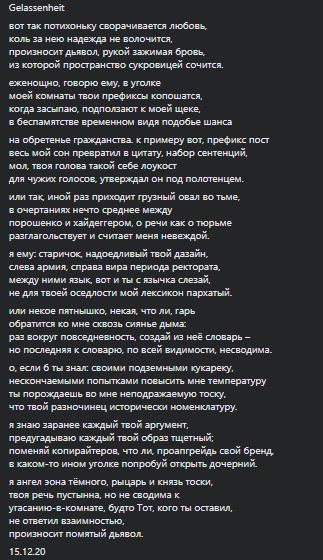 Gelassenheit
вот так потихоньку сворачивается любовь,
коль за нею надежда не волочится,
произносит дьявол, рукой зажимая бровь,
из которой пространство сукровицей сочится.
еженощно, говорю ему, в уголке
моей комнаты твои префиксы копошатся,
когда засыпаю, подползают к моей щеке,
в беспамятстве временном видя подобье шанса
на обретенье гражданства. к примеру вот, префикс пост
весь мой сон превратил в цитату, набор сентенций,
мол, твоя голова такой себе лоукост
для чужих голосов, утверждал он под полотенцем.
или так, иной раз приходит грузный овал во тьме,
в очертаниях нечто среднее между
порошенко и хайдеггером, о речи как о тюрьме
разглагольствует и считает меня невеждой.
я ему: старичок, надоедливый твой дазайн,
слева армия, справа вира периода ректората,
между ними язык, вот и ты с язычка слезай,
не для твоей оседлости мой лексикон пархатый.
или некое пятнышко, некая, что ли, гарь
обратится ко мне сквозь сиянье дыма:
раз вокруг повседневность, создай из неё словарь –
но последняя к словарю, по всей видимости, несводима.
о, если б ты знал: своими подземными кукареку,
нескончаемыми попытками повысить мне температуру
ты порождаешь во мне неподражаемую тоску,
что твой разночинец исторически номенклатуру.
я знаю заранее каждый твой аргумент,
предугадываю каждый твой образ тщетный;
поменяй копирайтеров, что ли, проапгрейдь свой бренд,
в каком-то ином уголке попробуй открыть дочерний.
я ангел эона тёмного, рыцарь и князь тоски,
твоя речь пустынна, но не сводима к
угасанию-в-комнате, будто Тот, кого ты оставил,
не ответил взаимностью,
произносит помятый дьявол.
15.12.20